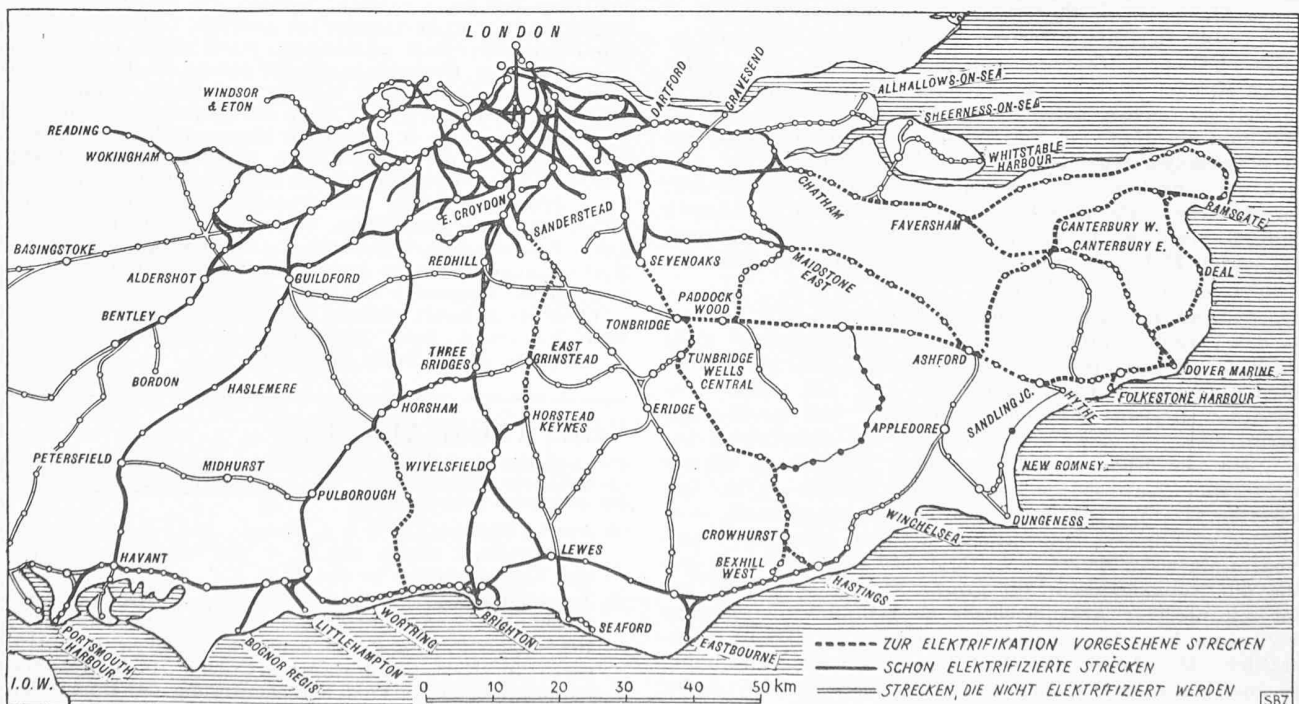 LONDON
WINDSOR
& ETON
READING
WOKINGHAM
DARTFORD
GRAVESEND
ALLHALLOWS-ON-SEA
SHEERNESS-ON-SEA
WHITSTABLE
HARBOUR
E. CROYDON
SANDERSTEAD
CHATHAM
FAVERSHAM
RAMSGATE
CANTERBURY W.
CANTERBURY E.
BASINGSTOKE
ALDERSHOT
GUILDFORD
REDHILL
SEVENOAKS
MAIDSTONE
EAST
DEAL
BENTLEY
BORDON
HASLEMERE
THREE
BRIDGES
EAST
GRINSTEAD
TONBRIDGE
PADDOCK
WOOD
TUNBRIDGE
WELLS
CENTRAL
ASHFORD
DOVER MARINE
FOLKESTONE HARBOUR
HYTHE
SANDLING JC.
HORSHAM
HORSTEAD
KEYNES
ERIDGE
APPLEDORE
PETERSFIELD
MIDHURST
PULBOROUGH
WIVELSFIELD
NEW ROMNEY
DUNGENESS
WINCHELSEA
CROWHURST
BEXHILL
WEST
HASTINGS
HAVANT
LEWES
PORTSMOUTH
HARBOUR
BOGNOR REGIS
LITTLEHAMPTON
WORTRING
BRIGHTON
SEAFORD
EASTBOURNE
I.O.W.
0 10 20 30 40 50 km
ZUR ELEKTRIFIKATION VORGESEHENE STRECKEN
SCHON ELEKTRIFIZIERTE STRECKEN
STRECKEN, DIE NICHT ELEKTRIFIZIERT WERDEN
SBZ